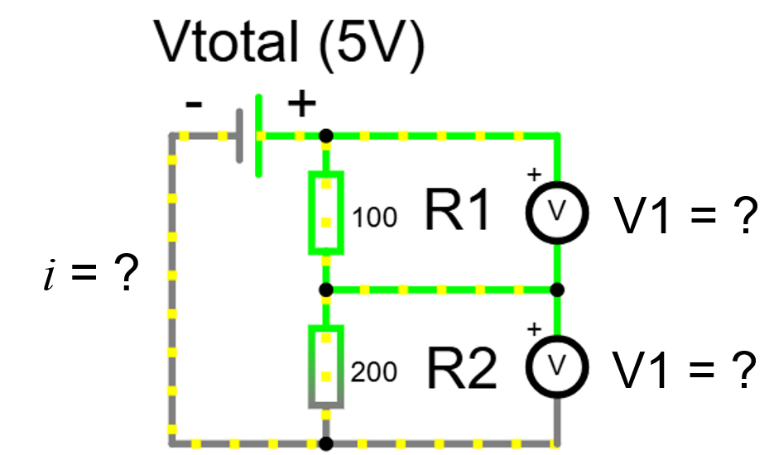 Vtotal (5V)
- +
+
100 R1 V V1 = ?
i = ?
+
200 R2 V V1 = ?